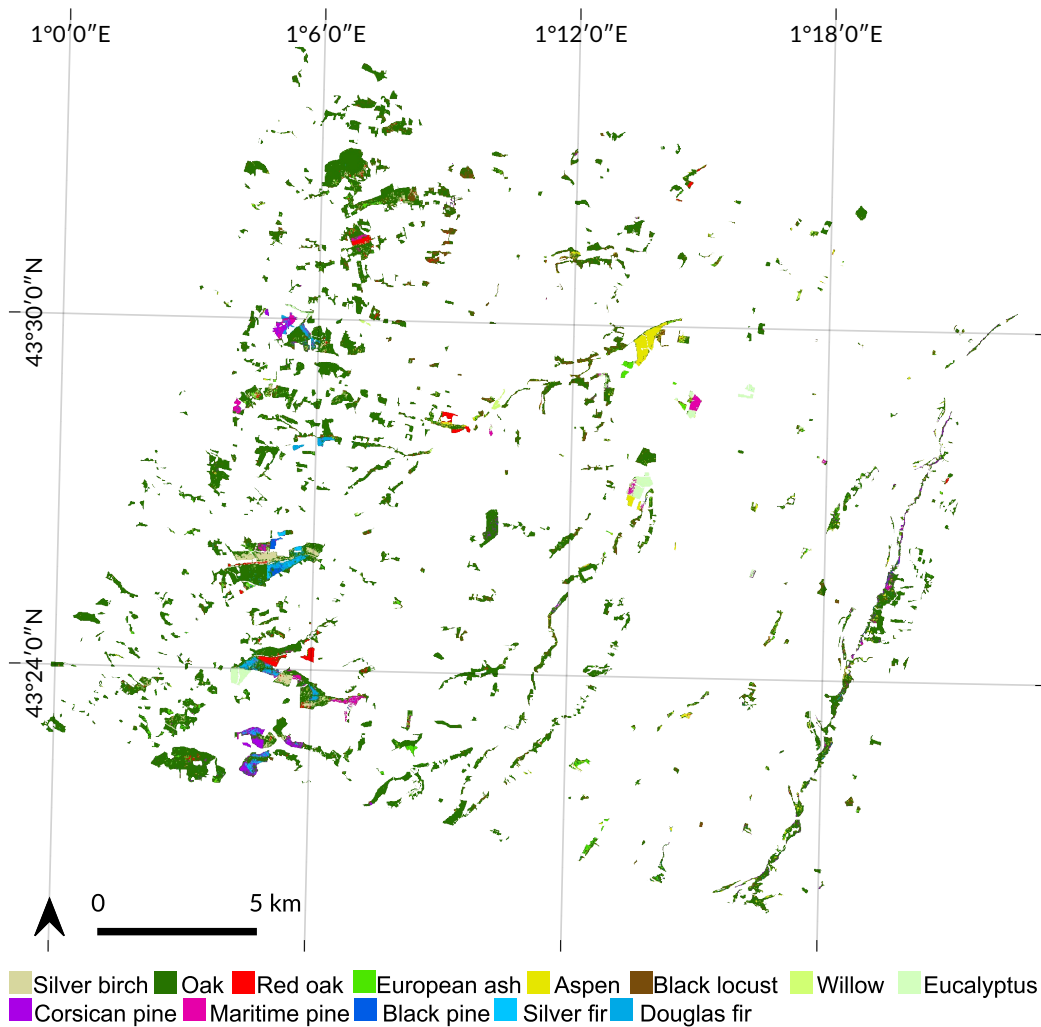 1°0′0″E 1°6′0″E 1°12′0″E 1°18′0″E
43°30′0″N
43°24′0″N
0 5 km
Silver birch Oak Red oak European ash Aspen Black locust Willow Eucalyptus
Corsican pine Maritime pine Black pine Silver fir Douglas fir